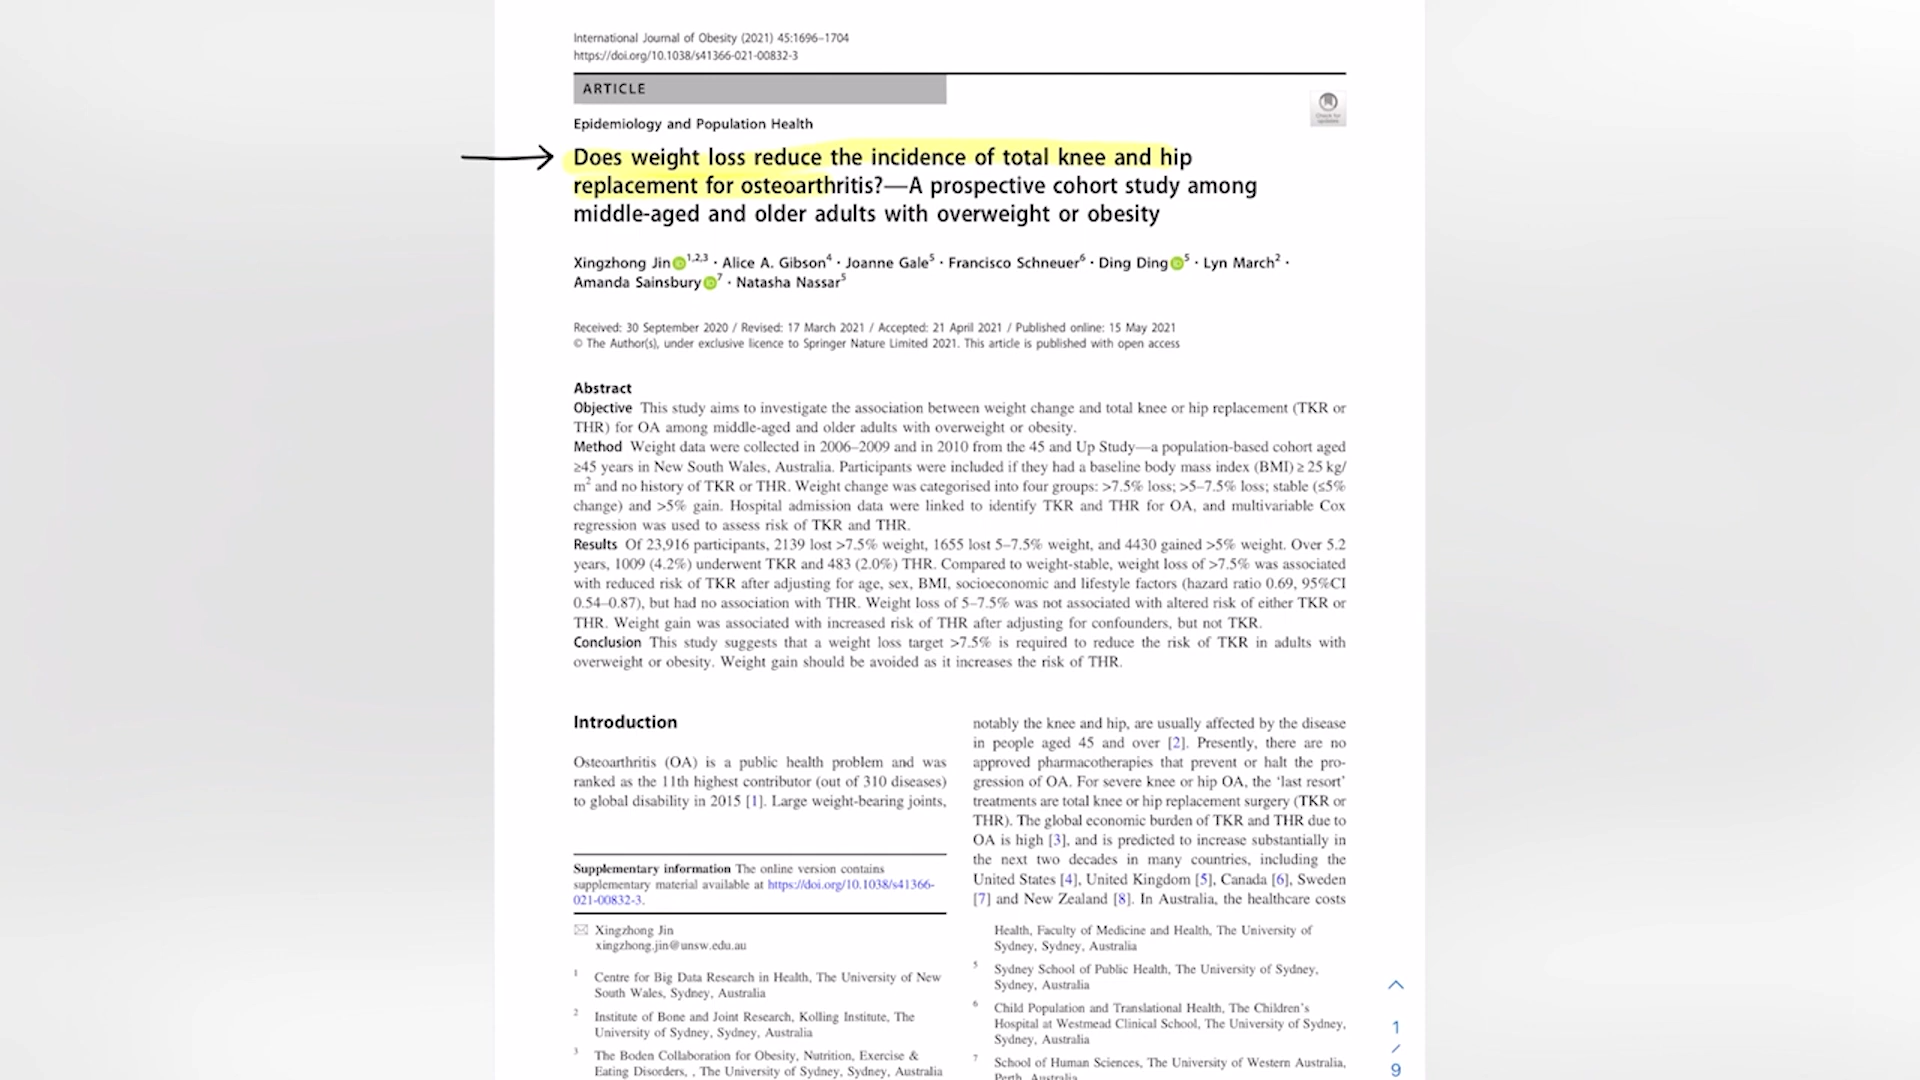 International Journal of Obesity (2021) 45:1696–1704
https://doi.org/10.1038/s41366-021-00832-3
ARTICLE
Check for
updates
Epidemiology and Population Health
Does weight loss reduce the incidence of total knee and hip
replacement for osteoarthritis?—A prospective cohort study among
middle-aged and older adults with overweight or obesity
Xingzhong Jin 1,2,3 · Alice A. Gibson4 · Joanne Gale5 · Francisco Schneuer6 · Ding Ding 5 · Lyn March2 ·
Amanda Sainsbury 7 · Natasha Nassar5
Received: 30 September 2020 / Revised: 17 March 2021 / Accepted: 21 April 2021 / Published online: 15 May 2021
© The Author(s), under exclusive licence to Springer Nature Limited 2021. This article is published with open access
Abstract
Objective This study aims to investigate the association between weight change and total knee or hip replacement (TKR or
THR) for OA among middle-aged and older adults with overweight or obesity.
Method Weight data were collected in 2006–2009 and in 2010 from the 45 and Up Study—a population-based cohort aged
≥45 years in New South Wales, Australia. Participants were included if they had a baseline body mass index (BMI) ≥ 25 kg/
m2 and no history of TKR or THR. Weight change was categorised into four groups: >7.5% loss; >5–7.5% loss; stable (≤5%
change) and >5% gain. Hospital admission data were linked to identify TKR and THR for OA, and multivariable Cox
regression was used to assess risk of TKR and THR.
Results Of 23,916 participants, 2139 lost >7.5% weight, 1655 lost 5–7.5% weight, and 4430 gained >5% weight. Over 5.2
years, 1009 (4.2%) underwent TKR and 483 (2.0%) THR. Compared to weight-stable, weight loss of >7.5% was associated
with reduced risk of TKR after adjusting for age, sex, BMI, socioeconomic and lifestyle factors (hazard ratio 0.69, 95%CI
0.54–0.87), but had no association with THR. Weight loss of 5–7.5% was not associated with altered risk of either TKR or
THR. Weight gain was associated with increased risk of THR after adjusting for confounders, but not TKR.
Conclusion This study suggests that a weight loss target >7.5% is required to reduce the risk of TKR in adults with
overweight or obesity. Weight gain should be avoided as it increases the risk of THR.
Introduction
Osteoarthritis (OA) is a public health problem and was
ranked as the 11th highest contributor (out of 310 diseases)
to global disability in 2015 [1]. Large weight-bearing joints,
Supplementary information The online version contains
supplementary material available at https://doi.org/10.1038/s41366-
021-00832-3.
Xingzhong Jin
xingzhong.jin@unsw.edu.au
1 Centre for Big Data Research in Health, The University of New
South Wales, Sydney, Australia
2 Institute of Bone and Joint Research, Kolling Institute, The
University of Sydney, Sydney, Australia
3 The Boden Collaboration for Obesity, Nutrition, Exercise &
Eating Disorders, , The University of Sydney, Sydney, Australia
notably the knee and hip, are usually affected by the disease
in people aged 45 and over [2]. Presently, there are no
approved pharmacotherapies that prevent or halt the pro-
gression of OA. For severe knee or hip OA, the ‘last resort’
treatments are total knee or hip replacement surgery (TKR or
THR). The global economic burden of TKR and THR due to
OA is high [3], and is predicted to increase substantially in
the next two decades in many countries, including the
United States [4], United Kingdom [5], Canada [6], Sweden
[7] and New Zealand [8]. In Australia, the healthcare costs
Health, Faculty of Medicine and Health, The University of
Sydney, Sydney, Australia
5 Sydney School of Public Health, The University of Sydney,
Sydney, Australia
6 Child Population and Translational Health, The Children's
Hospital at Westmead Clinical School, The University of Sydney,
Sydney, Australia
7 School of Human Sciences, The University of Western Australia,
Perth, Australia
1
/
9